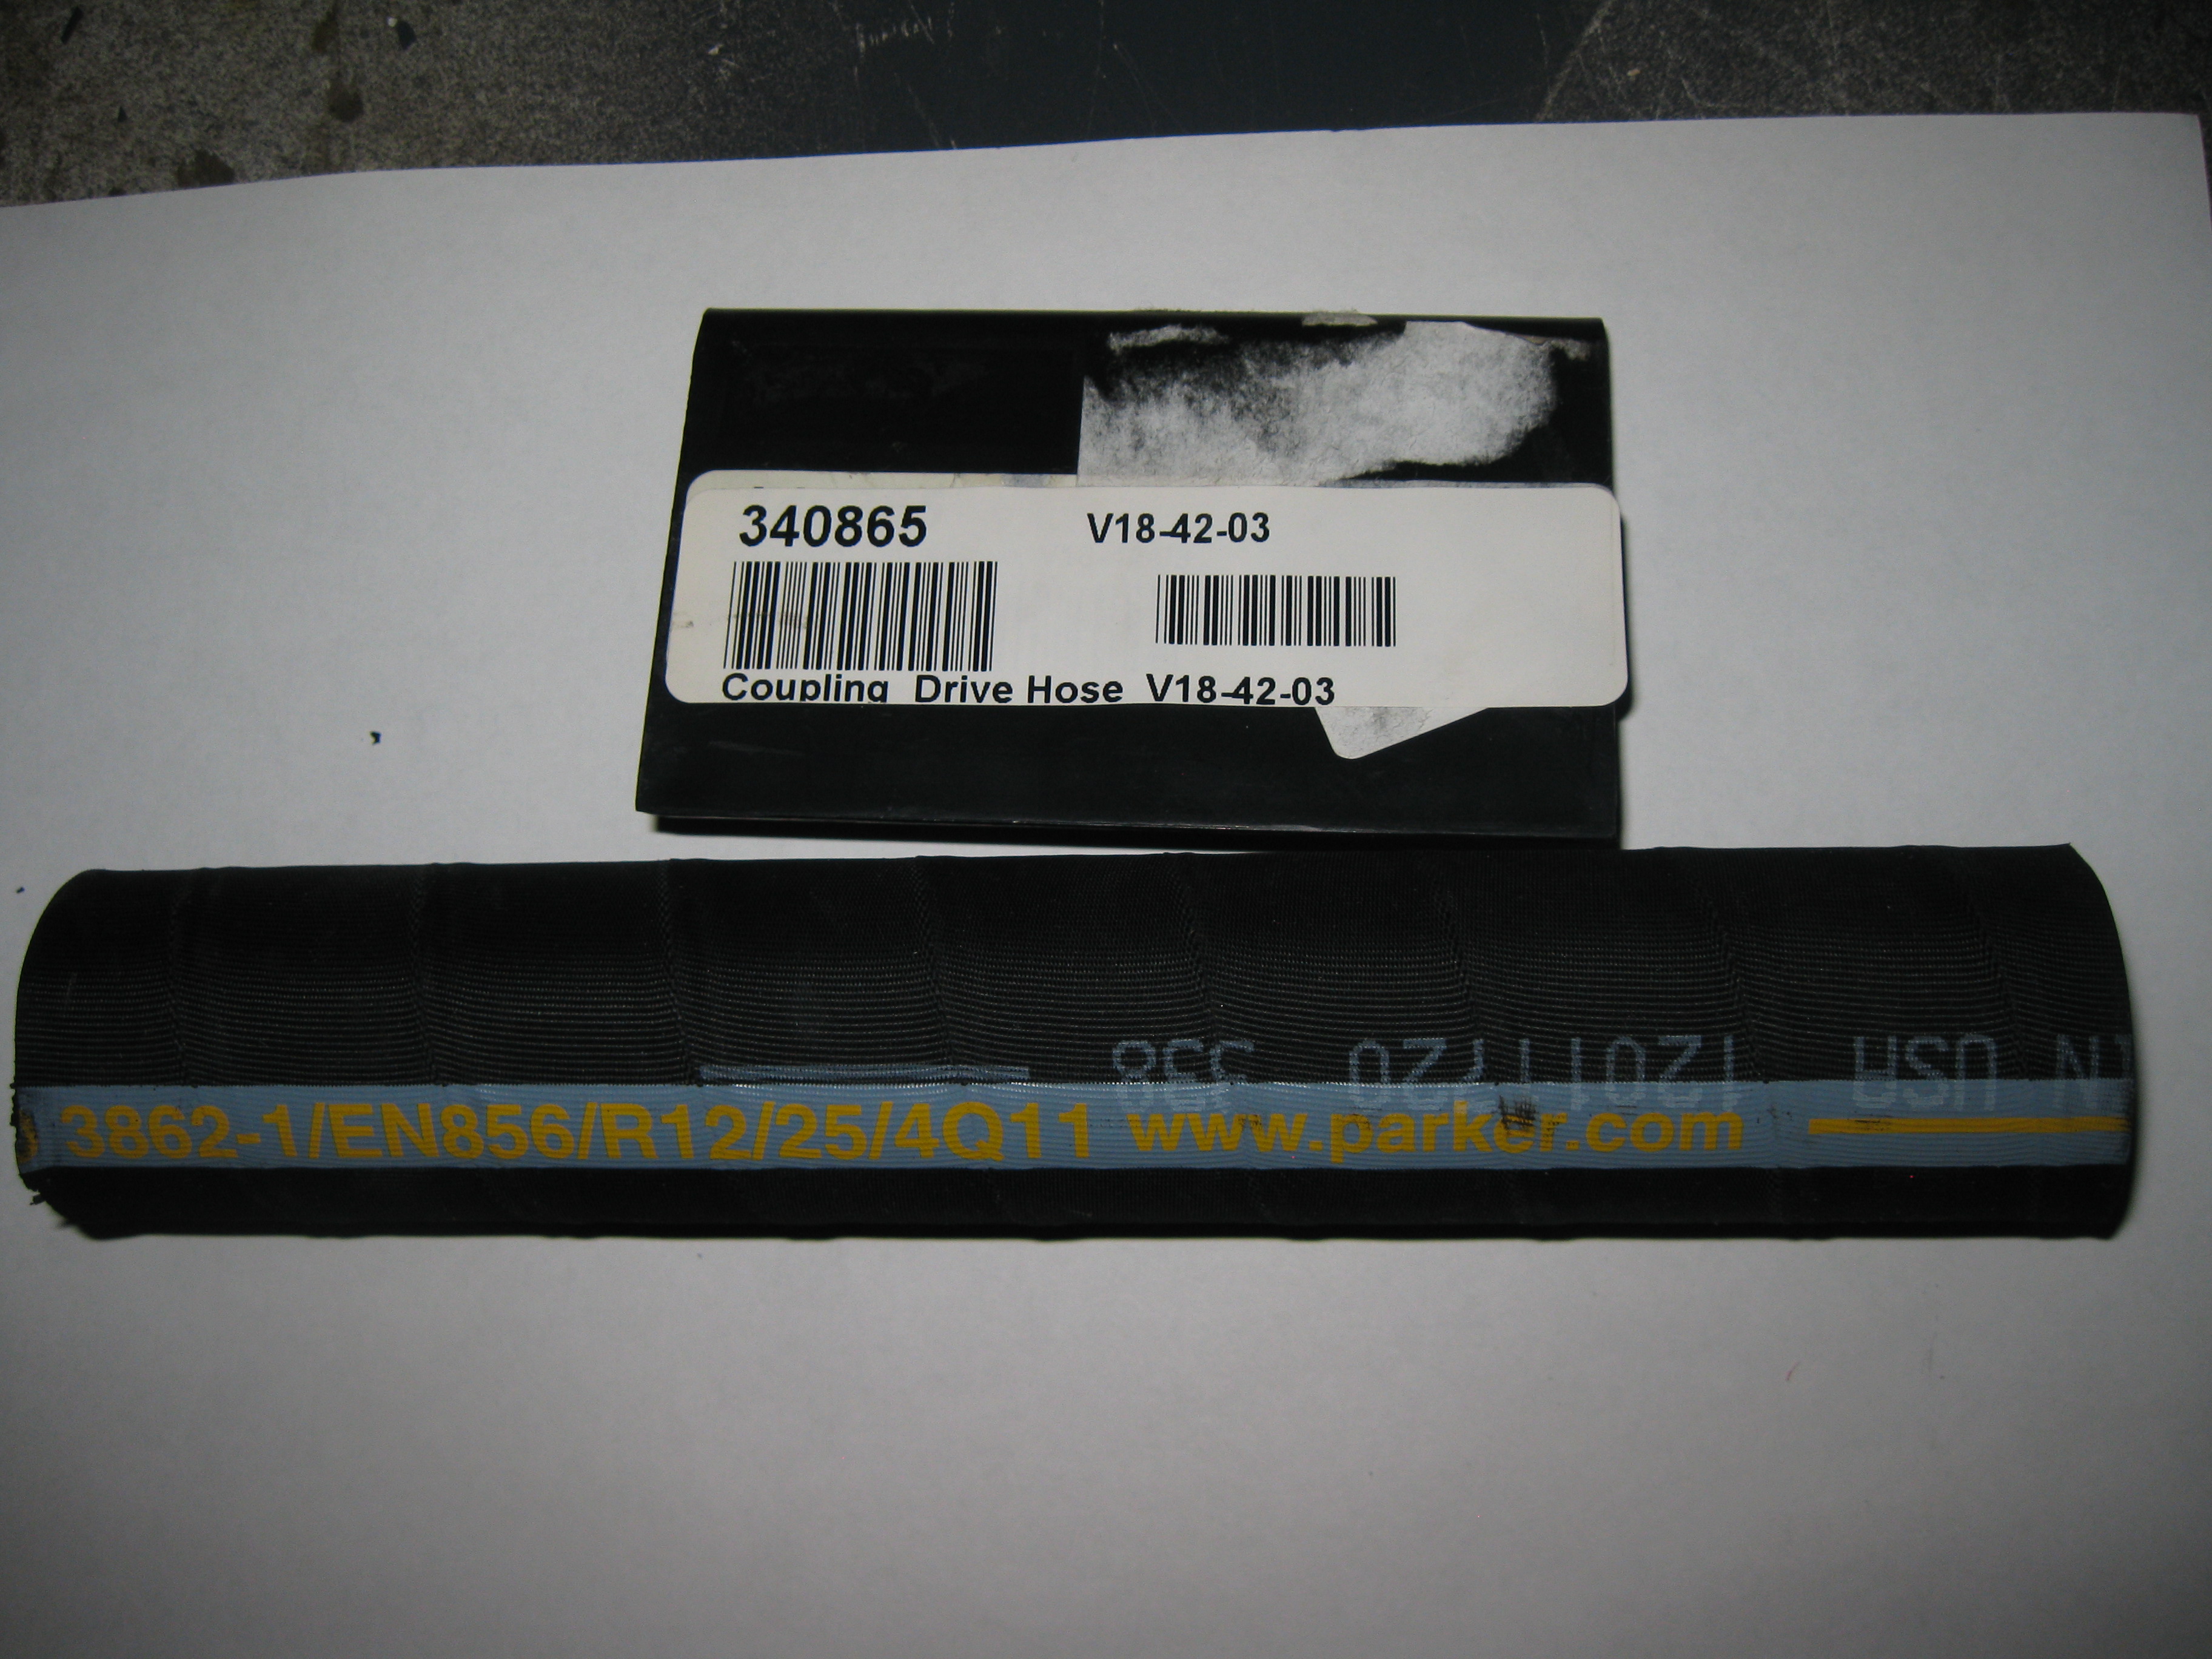 340865 V18-42-03
Coupling Drive Hose V18-42-03
3862-1/EN856/R12/25/4Q11 www.parker.com
USA